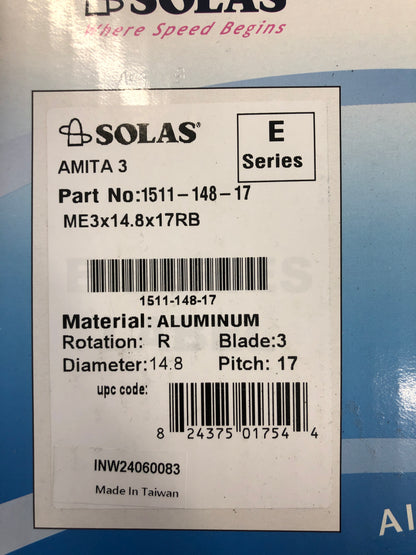 SOLAS
Where Speed Begins
SOLAS®
E
Series
AMITA 3
Part No:1511-148-17
ME3x14.8x17RB
1511-148-17
Material: ALUMINUM
Rotation: R Blade:3
Diameter:14.8 Pitch: 17
upc code:
8 24375 01754 4
INW24060083
Made In Taiwan